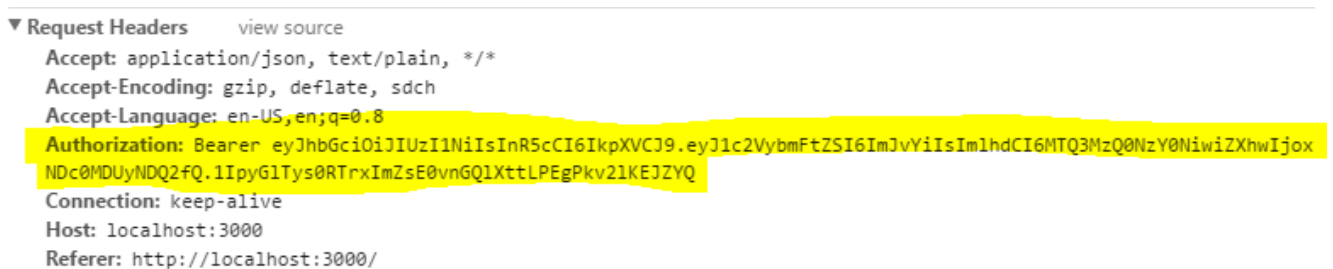 ▼ Request Headers view source
Accept: application/json, text/plain, */*
Accept-Encoding: gzip, deflate, sdch
Accept-Language: en-US,en;q=0.8
Authorization: Bearer eyJhbGciOiJIUzI1NiIsInR5cCI6IkpXVCJ9.eyJ1c2VybmFtZSI6ImJvYiIsImlhdCI6MTQ3MzQ0NzY0NiwiZXhwIjox
NDc0MDUyNDQ2fQ.1IpyGlTys0RTrxImZsE0vnGQlXttLPEgPkv2lKEJZYQ
Connection: keep-alive
Host: localhost:3000
Referer: http://localhost:3000/